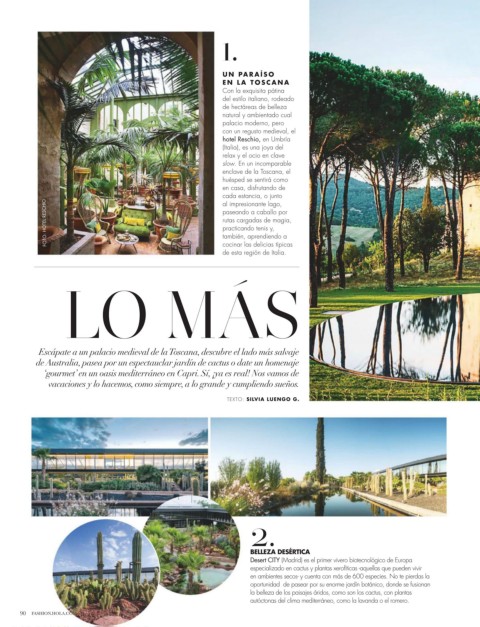 1.
UN PARAÍSO
EN LA TOSCANA
Con la exquisita pátina
del estilo italiano, rodeado
de hectáreas de belleza
natural y ambientado cual
palacio moderno, pero
con un regusto medieval, el
hotel Reschio, en Umbría
(Italia), es una joya del
relax y el ocio en clave
slow. En un incomparable
enclave de la Toscana, el
huésped se sentirá como
en casa, disfrutando de
cada estancia, o junto
al impresionante lago,
paseando a caballo por
rutas cargadas de magia,
practicando tenis y,
también, aprendiendo a
cocinar las delicias típicas
de esta región de Italia.
FOTO: HOTEL RESCHIO
LO MÁS
Escápate a un palacio medieval de la Toscana, descubre el lado más salvaje
de Australia, pasea por un espectacular jardín de cactus o date un homenaje
'gourmet' en un oasis mediterráneo en Capri. Sí, ¡ya es real! Nos vamos de
vacaciones y lo hacemos, como siempre, a lo grande y cumpliendo sueños.
TEXTO: SILVIA LUENGO G.
2.
BELLEZA DESÉRTICA
Desert CITY (Madrid) es el primer vivero biotecnológico de Europa
especializado en cactus y plantas xerofíticas -aquellas que pueden vivir
en ambientes secos- y cuenta con más de 600 especies. No te pierdas la
oportunidad de pasear por su enorme jardín botánico, donde se fusionan
la belleza de los paisajes áridos, como son los cactus, con plantas
autóctonas del clima mediterráneo, como la lavanda o el romero.
90